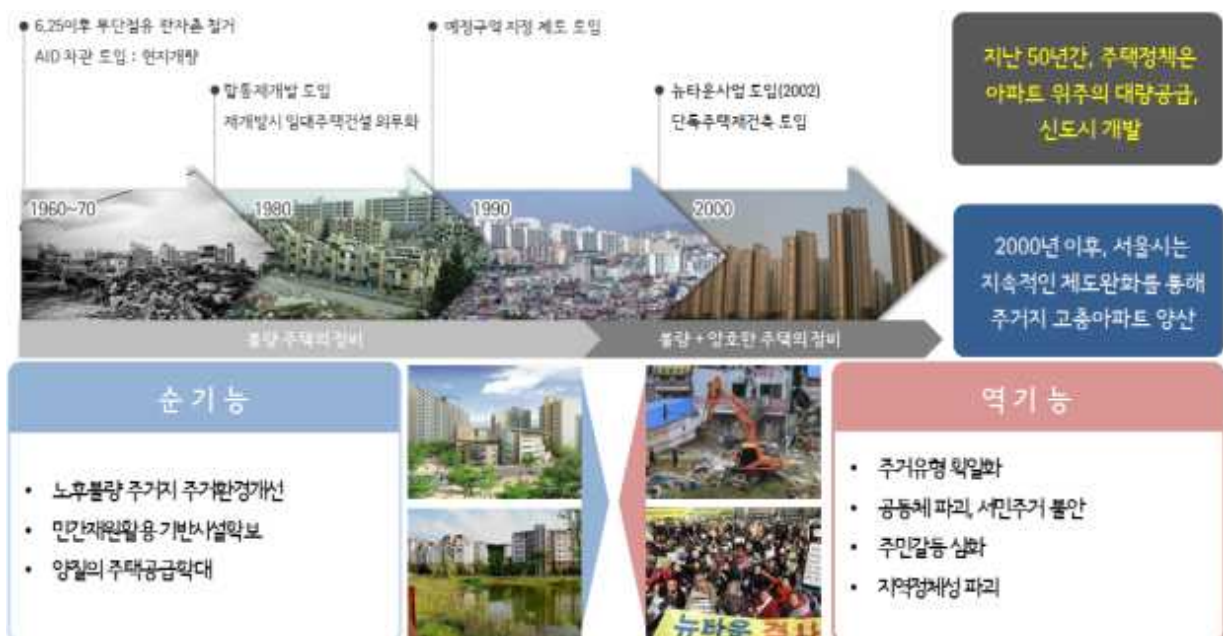 6.25이후 무단점유 판자촌 철거
AID 차관 도입 : 현지개량
합동재개발 도입
재개발시 임대주택건설 의무화
예정구역 지정 제도 도입
뉴타운사업 도입(2002)
단독주택재건축 도입
1960~70
1980
1990
2000
불량 주택의 정비
불량 + 양호한 주택의 정비
지난 50년간, 주택정책은
아파트 위주의 대량공급,
신도시 개발
2000년 이후, 서울시는
지속적인 제도완화를 통해
주거지 고층아파트 양산
순 기 능
• 노후불량 주거지 주거환경개선
• 민간재원활용 기반시설확보
• 양질의 주택공급확대
역 기 능
• 주거유형 획일화
• 공동체 파괴, 서민주거 불안
• 주민갈등 심화
• 지역정체성 파괴
뉴타운